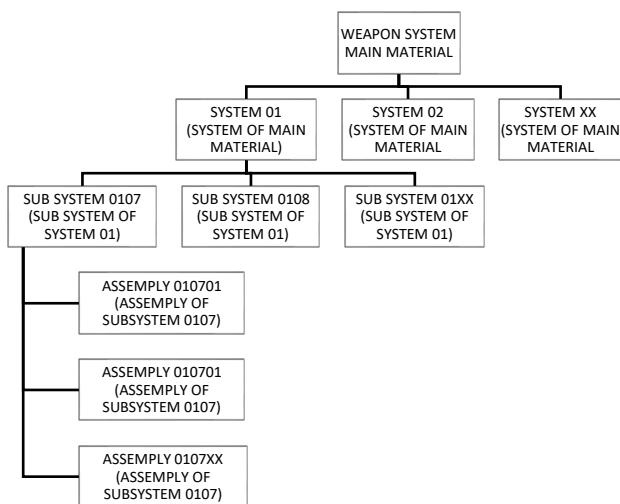 WEAPON SYSTEM
MAIN MATERIAL
SYSTEM 01
(SYSTEM OF MAIN
MATERIAL)
SYSTEM 02
(SYSTEM OF MAIN
MATERIAL
SYSTEM XX
(SYSTEM OF MAIN
MATERIAL
SUB SYSTEM 0107
(SUB SYSTEM OF
SYSTEM 01)
SUB SYSTEM 0108
(SUB SYSTEM OF
SYSTEM 01)
SUB SYSTEM 01XX
(SUB SYSTEM OF
SYSTEM 01)
ASSEMPLY 010701
(ASSEMPLY OF
SUBSYSTEM 0107)
ASSEMPLY 010701
(ASSEMPLY OF
SUBSYSTEM 0107)
ASSEMPLY 0107XX
(ASSEMPLY OF
SUBSYSTEM 0107)